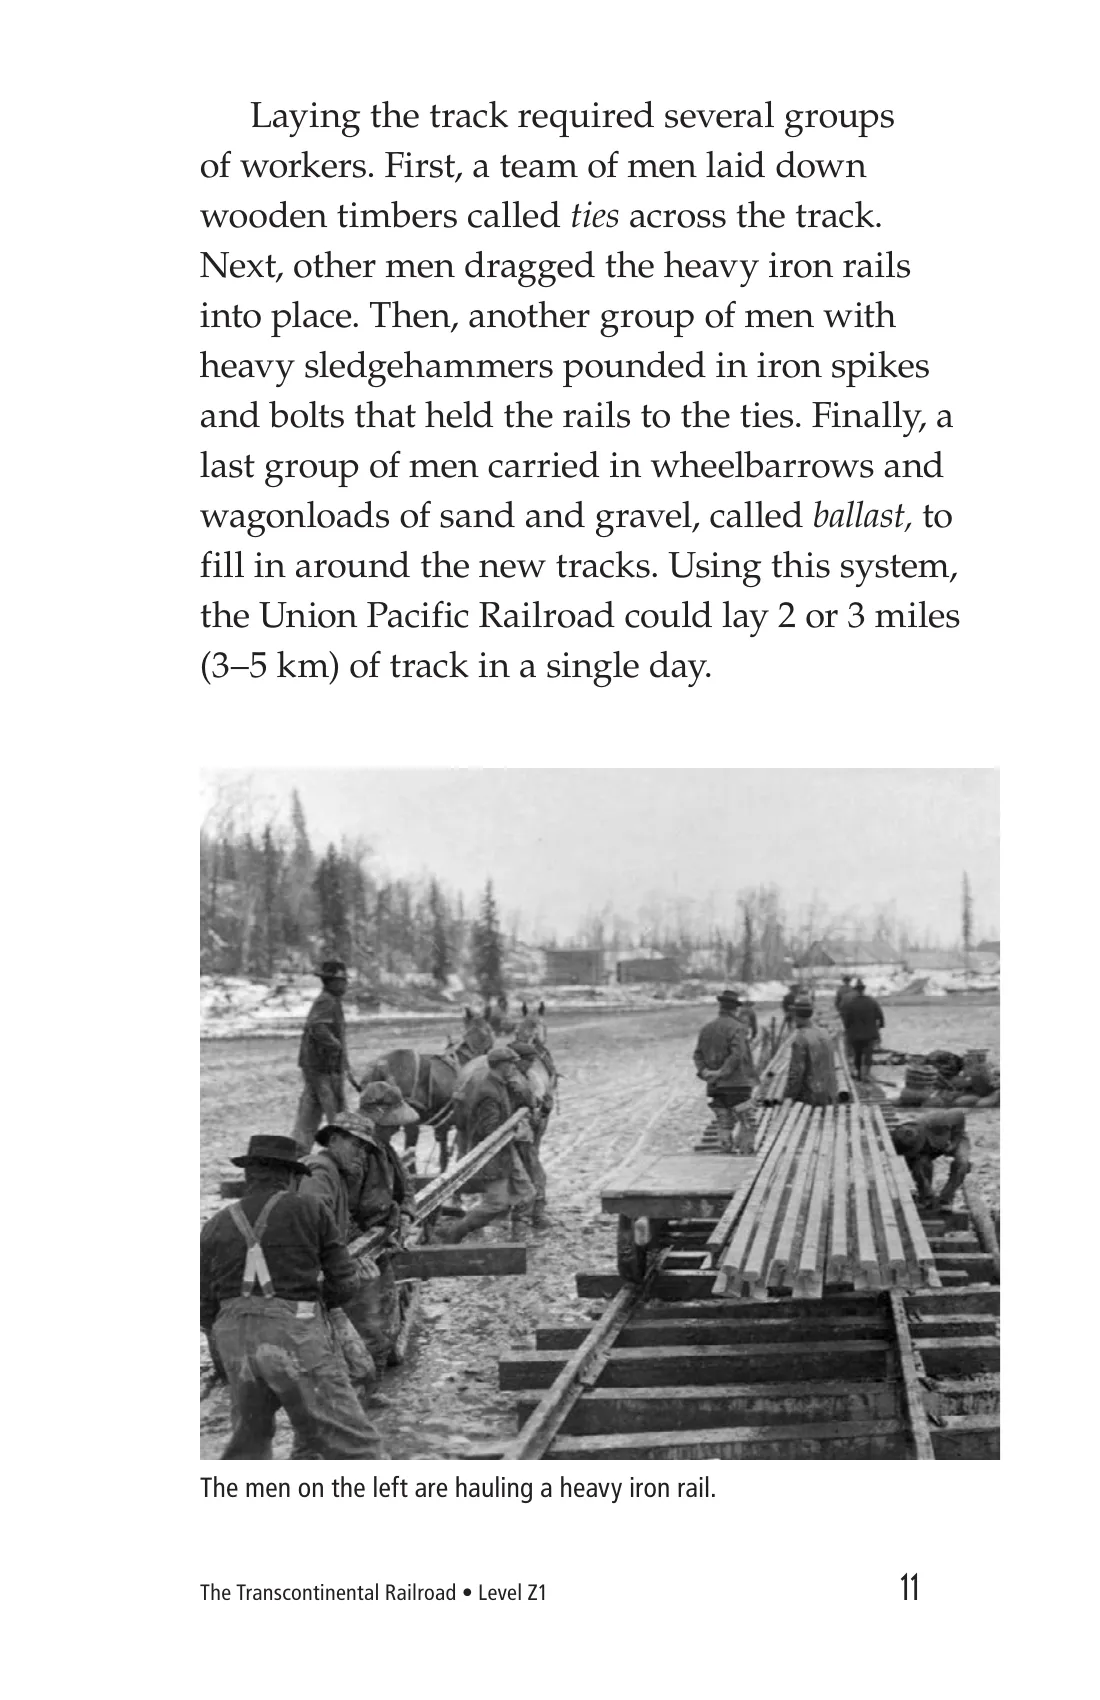 Laying the track required several groups
of workers. First, a team of men laid down
wooden timbers called ties across the track.
Next, other men dragged the heavy iron rails
into place. Then, another group of men with
heavy sledgehammers pounded in iron spikes
and bolts that held the rails to the ties. Finally, a
last group of men carried in wheelbarrows and
wagonloads of sand and gravel, called ballast, to
fill in around the new tracks. Using this system,
the Union Pacific Railroad could lay 2 or 3 miles
(3–5 km) of track in a single day.
The men on the left are hauling a heavy iron rail.
The Transcontinental Railroad • Level Z1
11